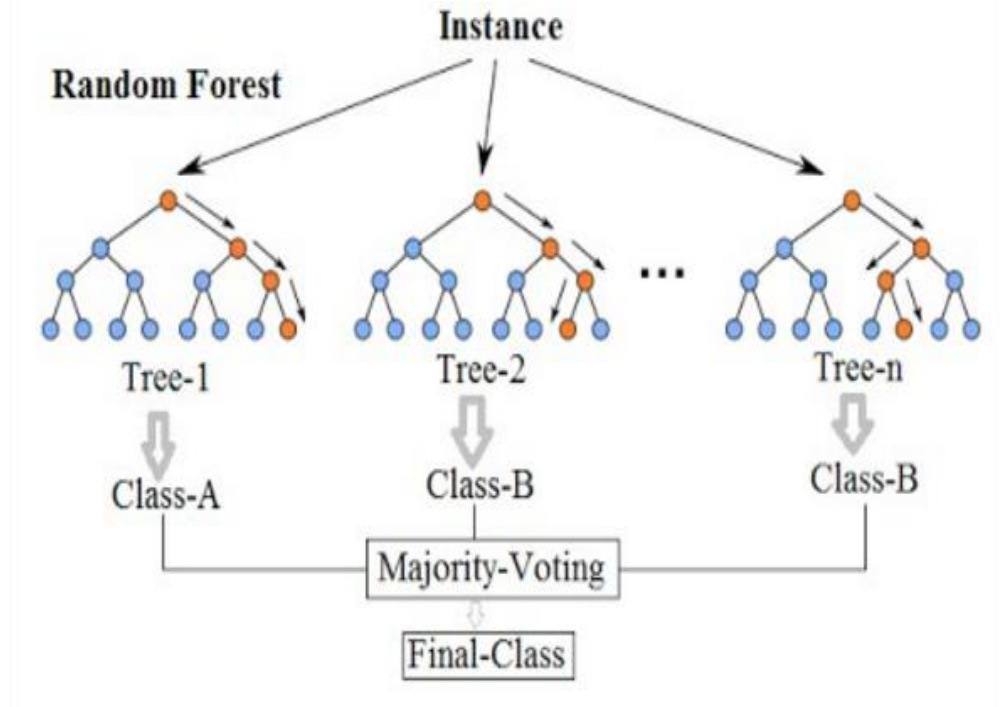 Instance
Random Forest
...
Tree-1
Tree-2
Tree-n
Class-A
Class-B
Class-B
Majority-Voting
Final-Class